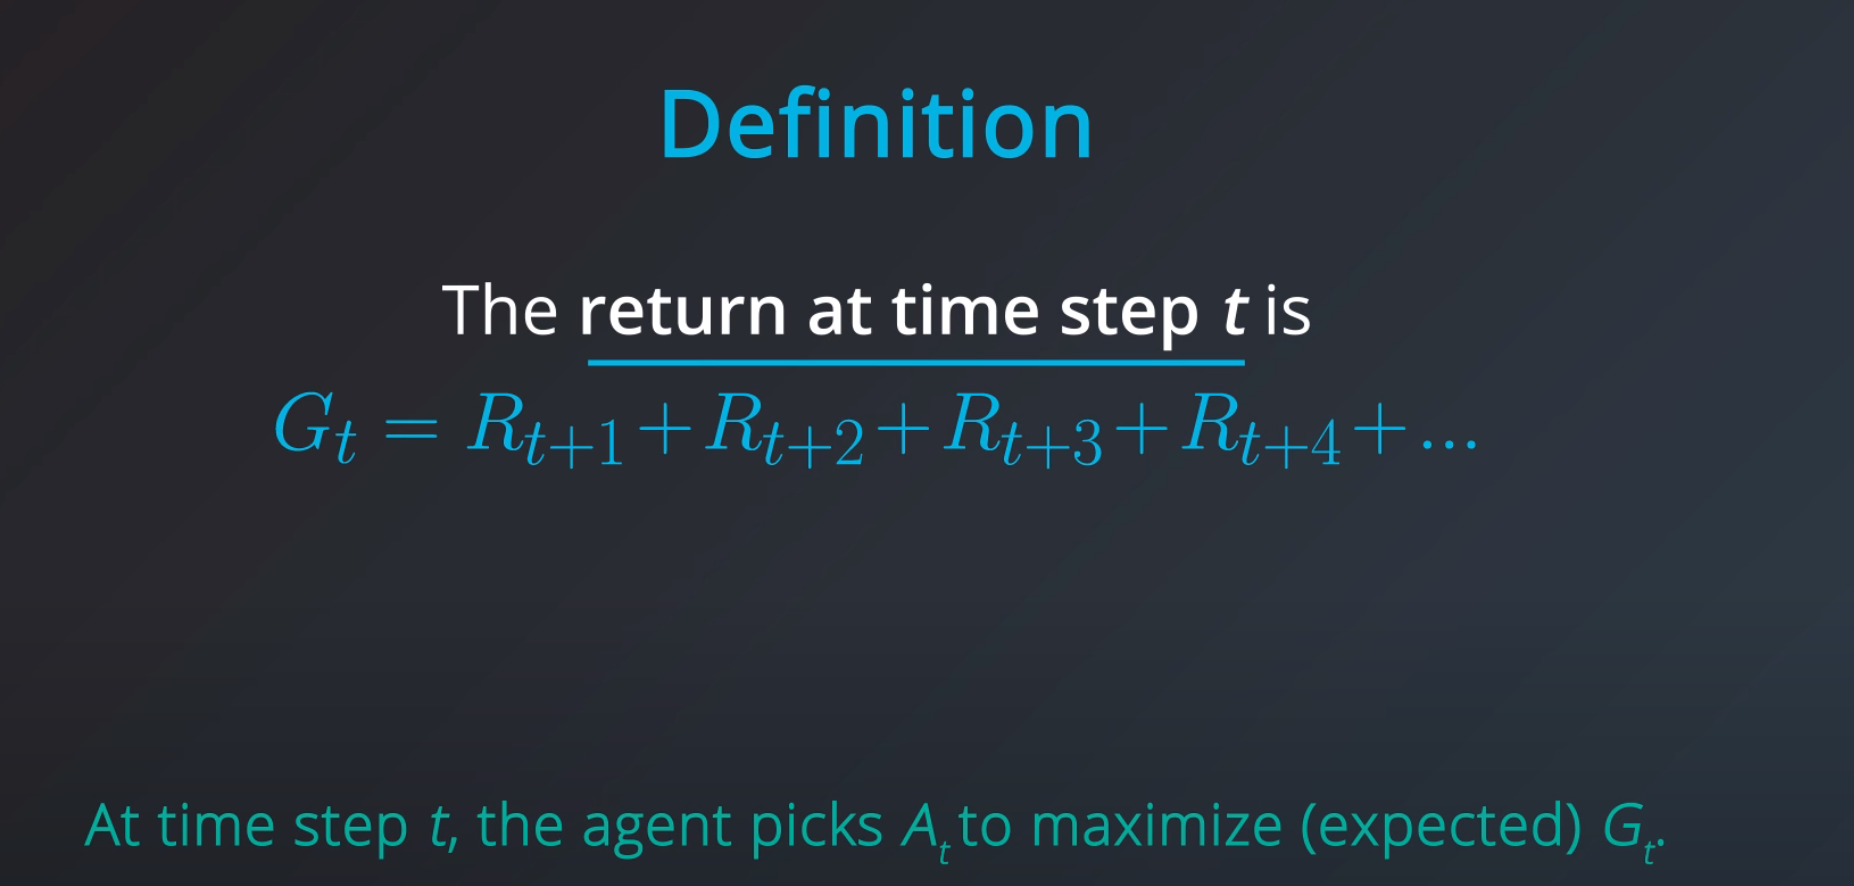 Definition
The return at time step t is
G_t = R_{t+1} + R_{t+2} + R_{t+3} + R_{t+4} + ...
At time step t, the agent picks A_t to maximize (expected) G_t.